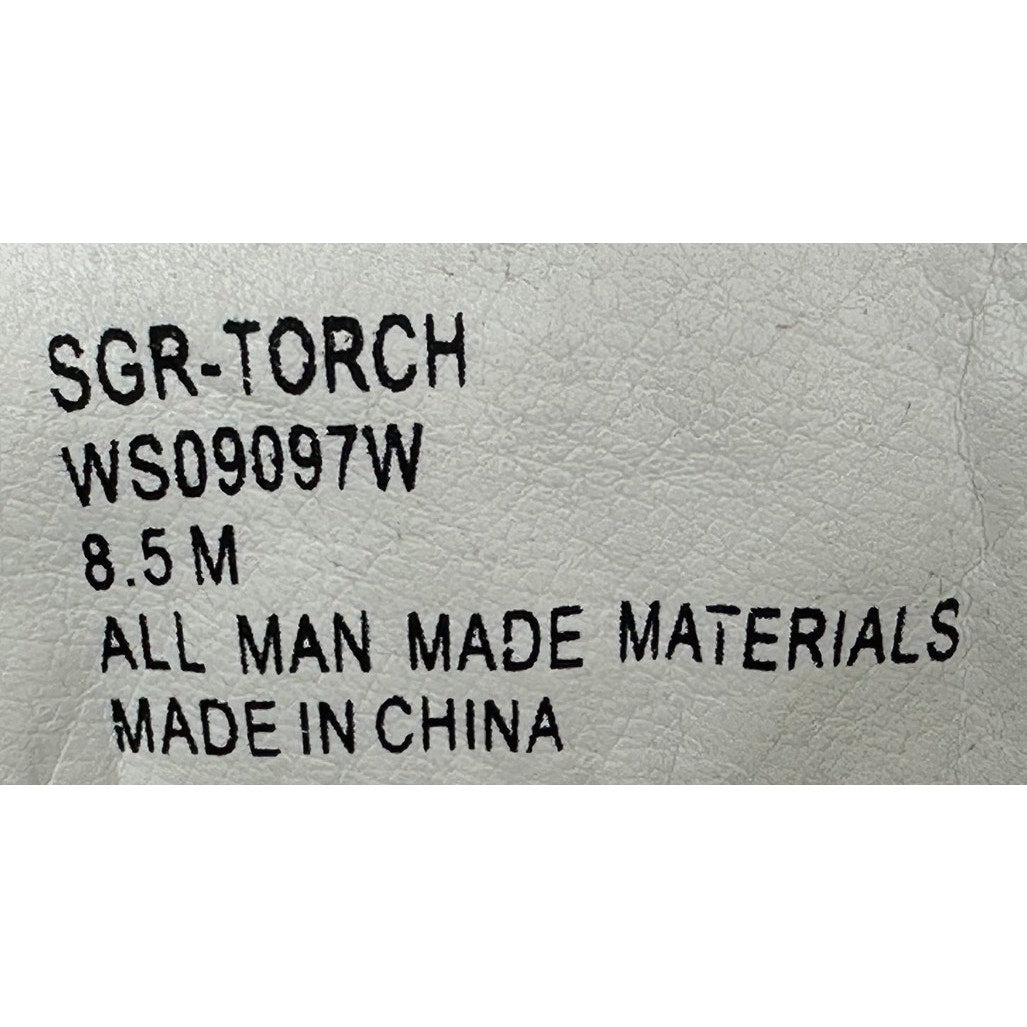 SGR-TORCH
WS09097W
8.5 M
ALL MAN MADE MATERIALS
MADE IN CHINA